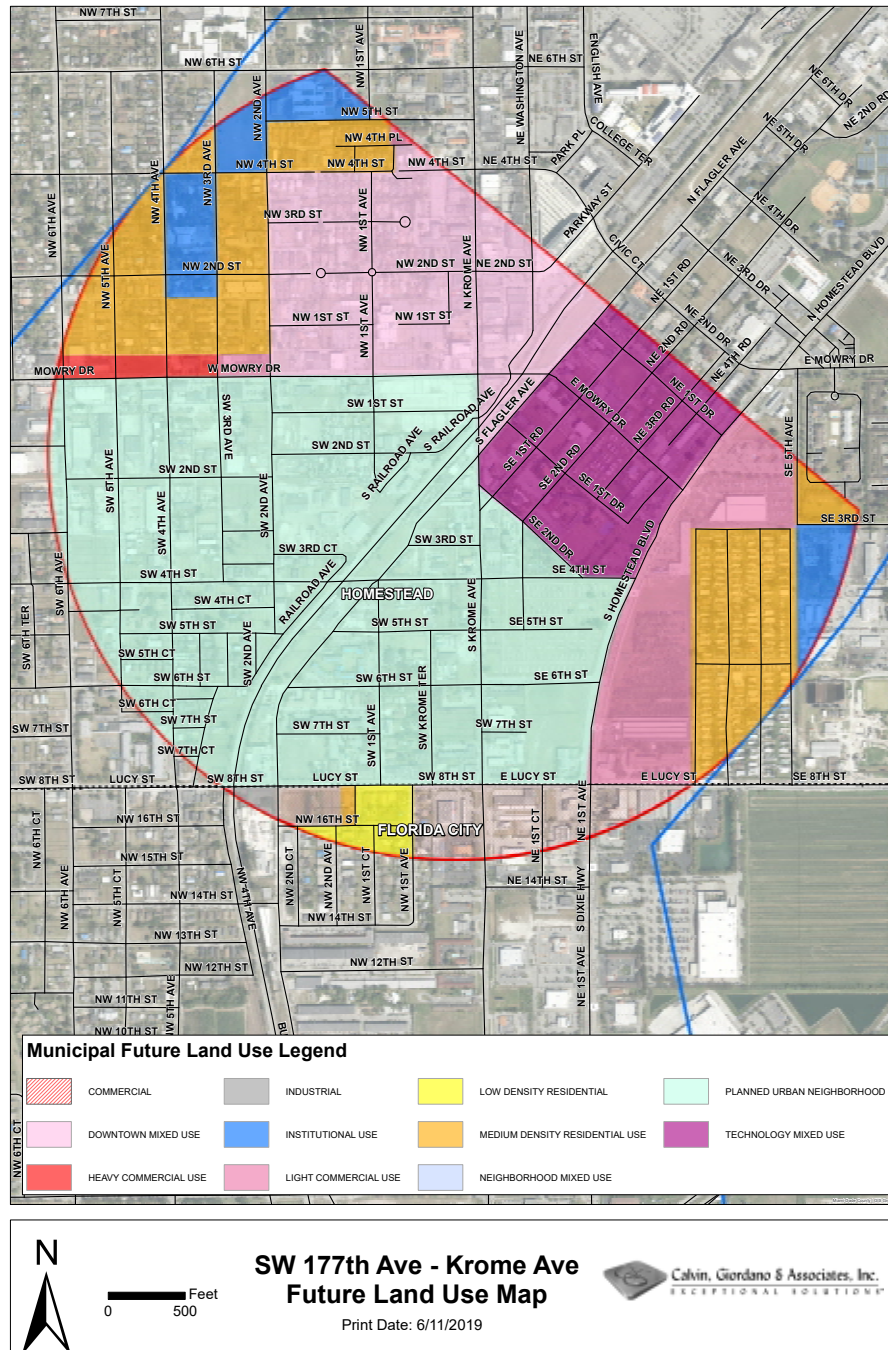 NW 7TH ST
NW 6TH ST
NW 1ST AVE
NE WASHINGTON AVE
NE 6TH ST
ENGLISH AVE
NE 6TH DR
NE 2ND RD
NE 5TH DR
NW 2ND AVE
NW 5TH ST
NW 4TH PL
COLLEGE TER
PARK PL
N FLAGLER AVE
NW 3RD AVE
NW 4TH AVE
NW 4TH ST
NW 4TH ST
NW 4TH ST
NE 4TH ST
NW 6TH AVE
NW 5TH AVE
NW 3RD ST
NW 1ST AVE
PARKWAY ST
CIVIC CT
NE 4TH DR
NW 2ND ST
NW 2ND ST
NE 2ND ST
N KROME AVE
NE 1ST RD
NE 3RD DR
N HOMESTEAD BLVD
NW 1ST ST
NW 1ST ST
NW 1ST AVE
NE 2ND RD
NE 2ND DR
NE 4TH RD
E MOWRY DR
MOWRY DR
W MOWRY DR
S RAILROAD AVE
S FLAGLER AVE
E MOWRY DR
NE 1ST DR
NE 3RD RD
SW 3RD AVE
SW 1ST ST
SW 2ND ST
S RAILROAD AVE
SE 1ST RD
SE 2ND RD
SE 1ST DR
SE 5TH AVE
SW 5TH AVE
SW 2ND ST
SW 4TH AVE
SW 2ND AVE
SE 2ND DR
SE 3RD ST
SW 3RD CT
SW 3RD ST
S HOMESTEAD BLVD
SW 6TH AVE
SW 4TH ST
SE 4TH ST
RAILROAD AVE
HOMESTEAD
S KROME AVE
SW 6TH TER
SW 4TH CT
SW 5TH ST
SW 5TH ST
SE 5TH ST
SW 5TH CT
SW 2ND AVE
SW 6TH ST
SW 6TH ST
SE 6TH ST
SW 6TH CT
SW 7TH ST
SW 7TH ST
SW 7TH ST
SW 1ST AVE
SW KROME TER
SW 7TH ST
SW 7TH CT
SW 8TH ST
LUCY ST
SW 8TH ST
LUCY ST
SW 8TH ST
E LUCY ST
E LUCY ST
SE 8TH ST
NW 6TH CT
NW 16TH ST
NW 16TH ST
FLORIDA CITY
NE 1ST CT
NE 1ST AVE
NW 15TH ST
NW 6TH AVE
NW 5TH CT
NW 14TH ST
NW 4TH AVE
NW 2ND CT
NW 2ND AVE
NW 1ST CT
NW 1ST AVE
NE 14TH ST
S DIXIE HWY
NW 14TH ST
NW 13TH ST
NW 12TH ST
NW 12TH ST
NE 1ST AVE
NW 11TH ST
NW 5TH AVE
NW 10TH ST
BU
NW 6TH CT
Municipal Future Land Use Legend
COMMERCIAL
INDUSTRIAL
LOW DENSITY RESIDENTIAL
PLANNED URBAN NEIGHBORHOOD
DOWNTOWN MIXED USE
INSTITUTIONAL USE
MEDIUM DENSITY RESIDENTIAL USE
TECHNOLOGY MIXED USE
HEAVY COMMERCIAL USE
LIGHT COMMERCIAL USE
NEIGHBORHOOD MIXED USE
N
Feet
0 500
SW 177th Ave - Krome Ave
Future Land Use Map
Print Date: 6/11/2019
Calvin, Giordano & Associates, Inc.
EXCEPTIONAL SOLUTIONS